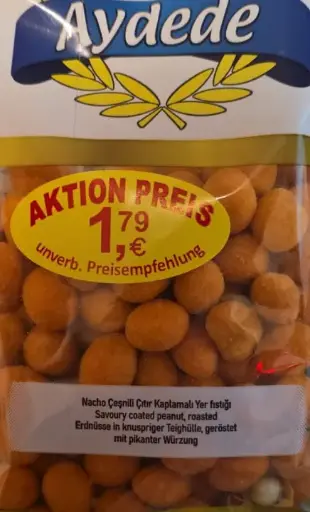 Aydede
AKTION PREIS
1,79 €
unverb. Preisempfehlung
Nacho Çeşnili Çıtır Kaplamalı Yer fıstığı
Savoury coated peanut, roasted
Erdnüsse in knuspriger Teighülle, geröstet
mit pikanter Würzung